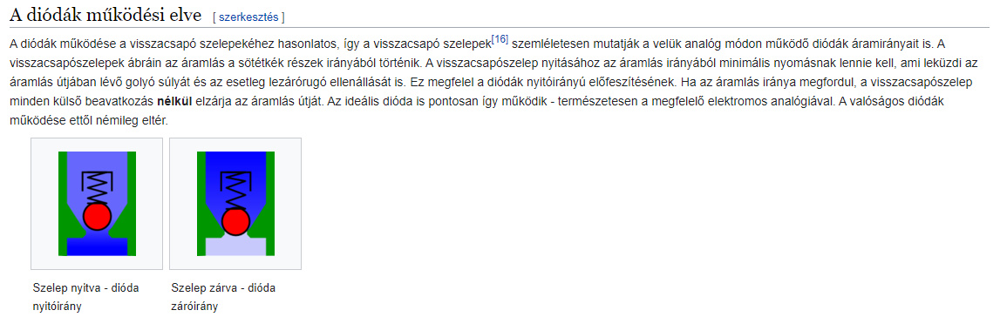 A diódák működési elve [ szerkesztés ]
A diódák működése a visszacsapó szelepekéhez hasonlatos, így a visszacsapó szelepek[16] szemléletesen mutatják a velük analóg módon működő diódák áramirányait is. A
visszacsapószelepek ábráin az áramlás a sötétkék részek irányából történik. A visszacsapószelep nyitásához az áramlás irányából minimális nyomásnak lennie kell, ami leküzdi az
áramlás útjában lévő golyó súlyát és az esetleg lezárórugó ellenállását is. Ez megfelel a diódák nyitóirányú előfeszítésének. Ha az áramlás iránya megfordul, a visszacsapószelep
minden külső beavatkozás nélkül elzárja az áramlás útját. Az ideális dióda is pontosan így működik - természetesen a megfelelő elektromos analógiával. A valóságos diódák
működése ettől némileg eltér.
Szelep nyitva - dióda
nyitóirány
Szelep zárva - dióda
záróirány